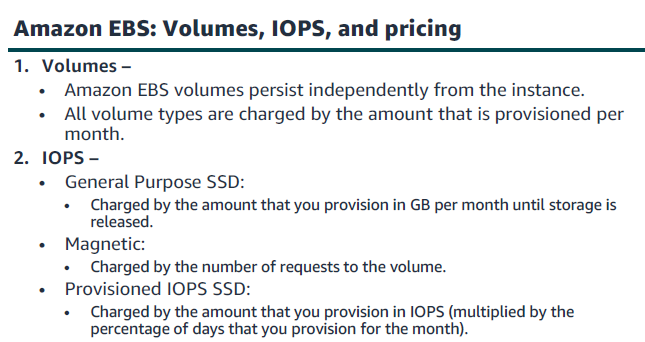 Amazon EBS: Volumes, IOPS, and pricing
1. Volumes –
• Amazon EBS volumes persist independently from the instance.
• All volume types are charged by the amount that is provisioned per
month.
2. IOPS –
• General Purpose SSD:
• Charged by the amount that you provision in GB per month until storage is
released.
• Magnetic:
• Charged by the number of requests to the volume.
• Provisioned IOPS SSD:
• Charged by the amount that you provision in IOPS (multiplied by the
percentage of days that you provision for the month).